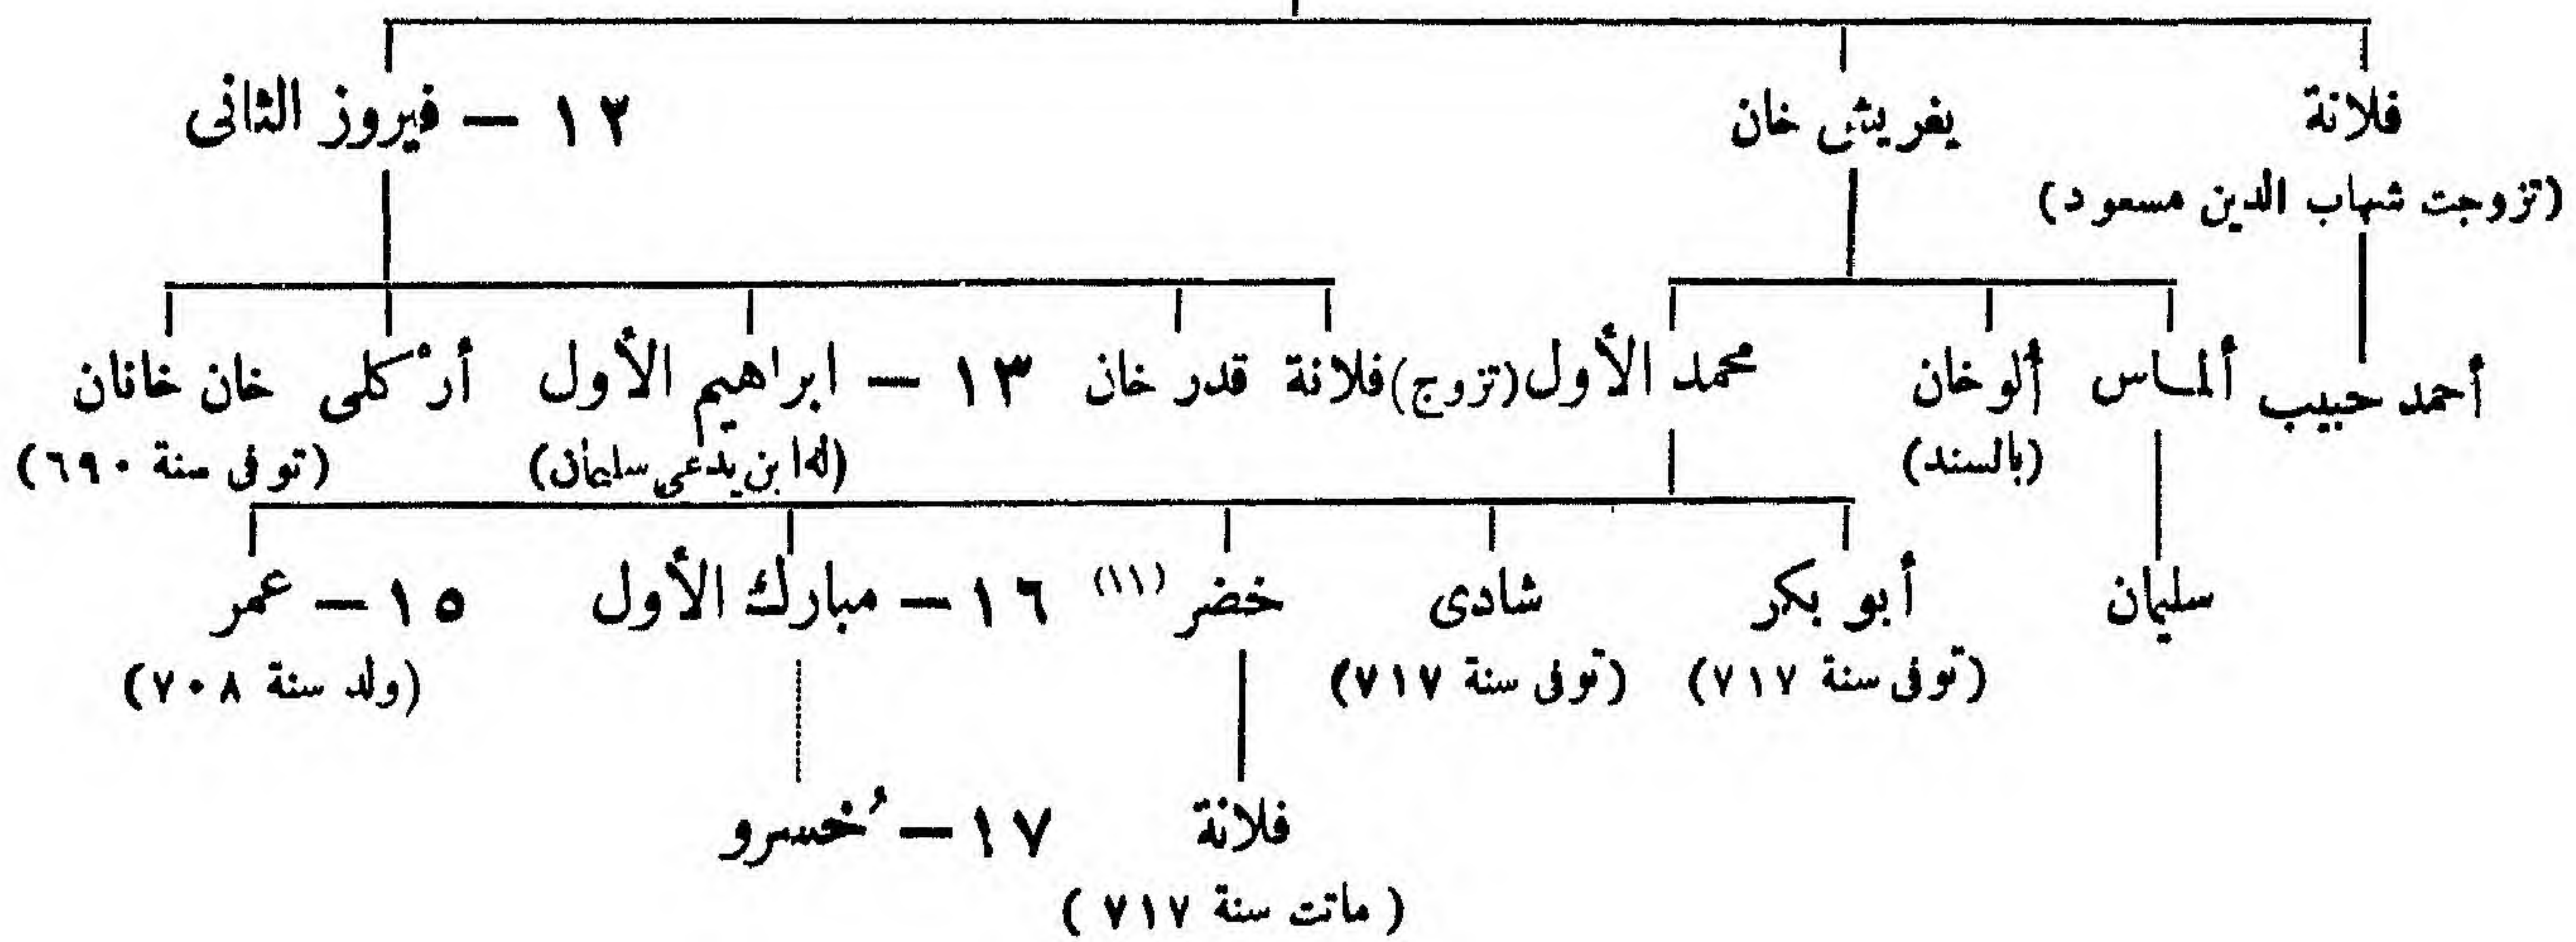 فلانة يغريش خان ١٢ — فيروز الثانى
(تزوجت شهاب الدين مسعود)
أحمد حبيب ألماس ألو خان محمد الأول (تزوج) فلانة قدر خان ١٣ — ابراهيم الأول أرْكلى خان خانان
(بالسند) (له ابن يدعى سليمان) (توفى سنة ٦٩٠)
سليمان أبو بكر شادى خضر (١١) ١٦ — مبارك الأول ١٥ — عمر
(توفى سنة ٧١٧) (توفى سنة ٧١٧) (ولد سنة ٧٠٨)
فلانة ١٧ — خُسرو
(ماتت سنة ٧١٧)